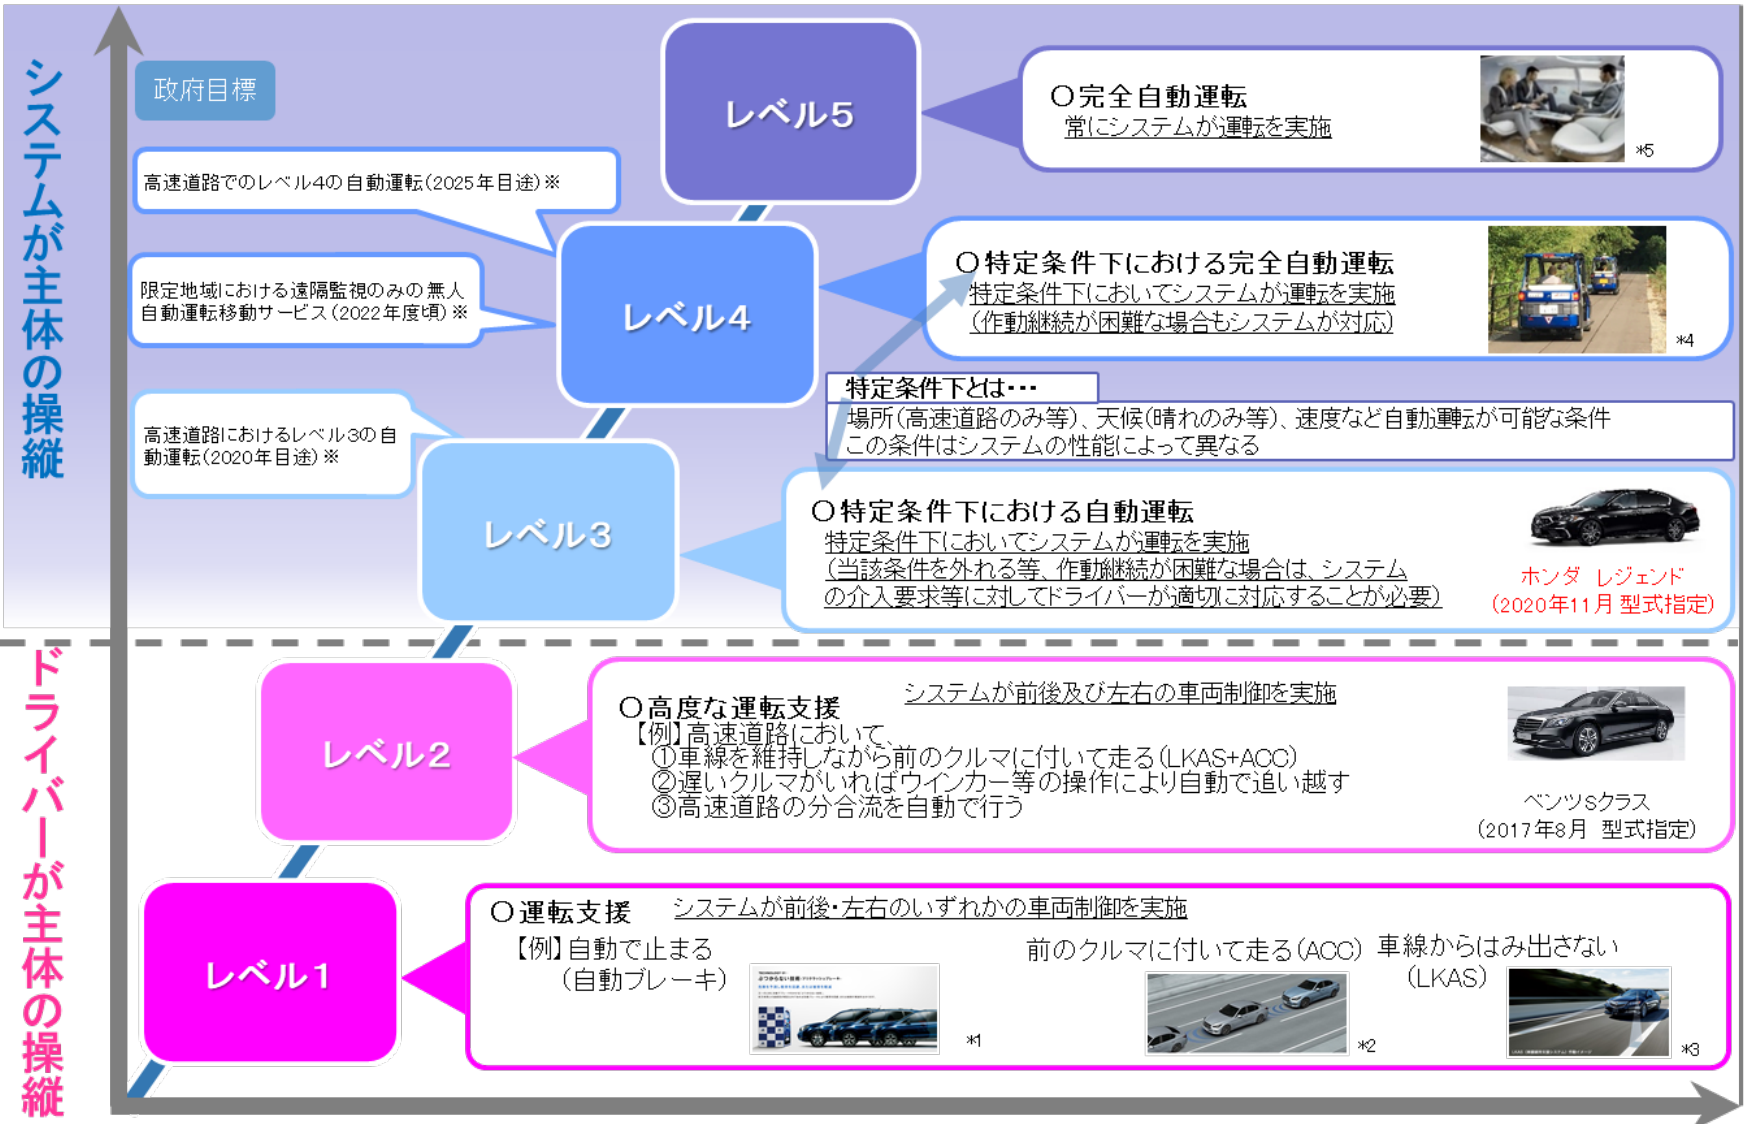 システムが主体の操縦
ドライバーが主体の操縦
政府目標
レベル5
〇完全自動運転
常にシステムが運転を実施
*5
高速道路でのレベル4の自動運転(2025年目途)※
限定地域における遠隔監視のみの無人
自動運転移動サービス(2022年度頃)※
レベル4
〇特定条件下における完全自動運転
特定条件下においてシステムが運転を実施
(作動継続が困難な場合もシステムが対応)
*4
特定条件下とは・・・
場所(高速道路のみ等)、天候(晴れのみ等)、速度など自動運転が可能な条件
この条件はシステムの性能によって異なる
高速道路におけるレベル3の自
動運転(2020年目途)※
レベル3
〇特定条件下における自動運転
特定条件下においてシステムが運転を実施
(当該条件を外れる等、作動継続が困難な場合は、システム
の介入要求等に対してドライバーが適切に対応することが必要)
ホンダ レジェンド
(2020年11月 型式指定)
レベル2
〇高度な運転支援
システムが前後及び左右の車両制御を実施
【例】高速道路において、
①車線を維持しながら前のクルマに付いて走る(LKAS+ACC)
②遅いクルマがいればウインカー等の操作により自動で追い越す
③高速道路の分合流を自動で行う
ベンツSクラス
(2017年8月 型式指定)
レベル1
〇運転支援
システムが前後・左右のいずれかの車両制御を実施
【例】自動で止まる
(自動ブレーキ)
*1
前のクルマに付いて走る(ACC)
*2
車線からはみ出さない
(LKAS)
*3